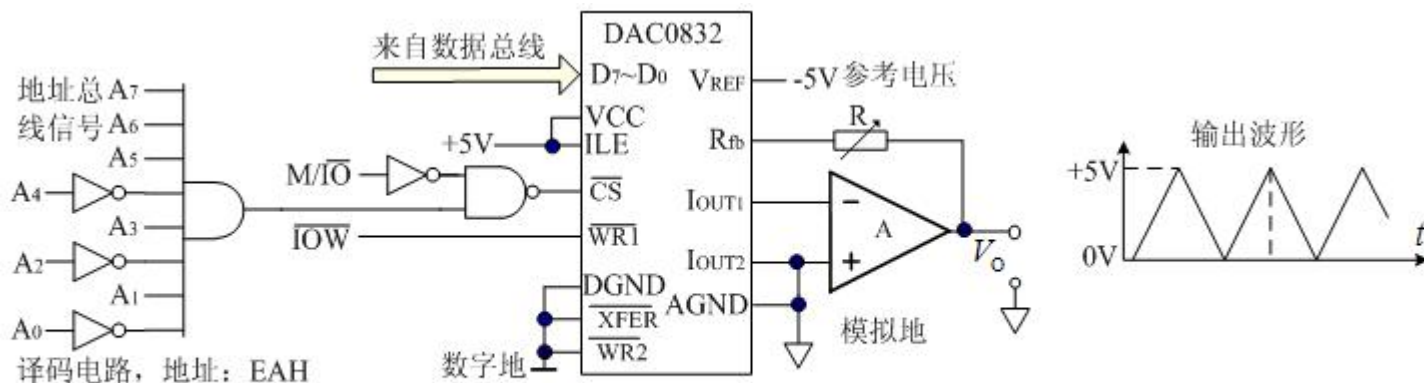 来自数据总线
DAC0832
D7~D0
VREF
-5V 参考电压
地址总 A7
线信号 A6
A5
A4
A3
A2
A1
A0
VCC
+5V
ILE
Rfb
R
M/IO
CS
IOW
WR1
IOUT1
IOUT2
A
VO
DGND
XFER
WR2
AGND
数字地
模拟地
译码电路，地址：EAH
输出波形
+5V
0V
t